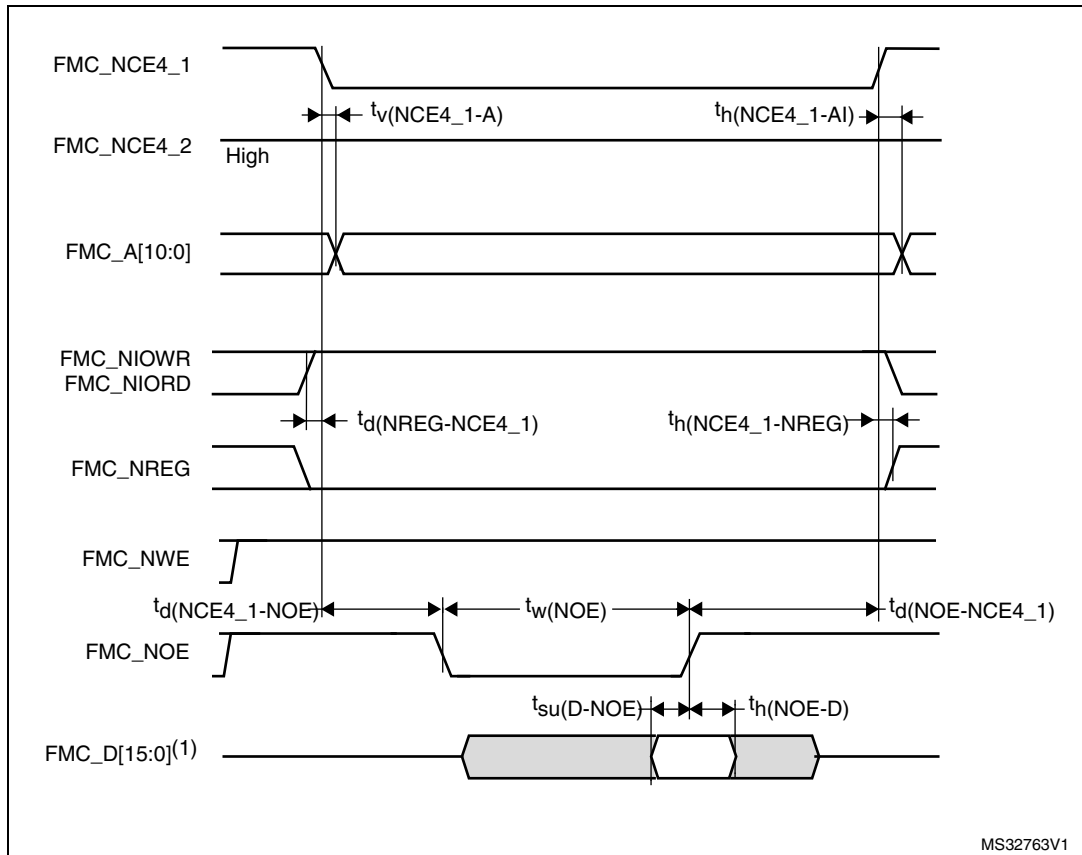 FMC_NCE4_1
tv(NCE4_1-A)
th(NCE4_1-AI)
FMC_NCE4_2
High
FMC_A[10:0]
FMC_NIOWR
FMC_NIORD
td(NREG-NCE4_1)
th(NCE4_1-NREG)
FMC_NREG
FMC_NWE
td(NCE4_1-NOE)
tw(NOE)
td(NOE-NCE4_1)
FMC_NOE
tsu(D-NOE)
th(NOE-D)
FMC_D[15:0](1)
MS32763V1